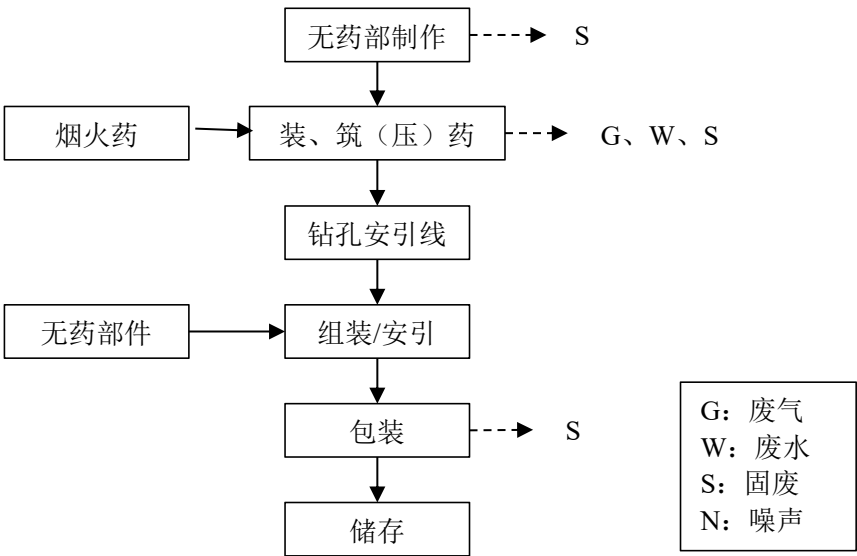 无药部制作
S
烟火药
装、筑（压）药
G、W、S
钻孔安引线
无药部件
组装/安引
包装
S
储存
G：废气
W：废水
S：固废
N：噪声